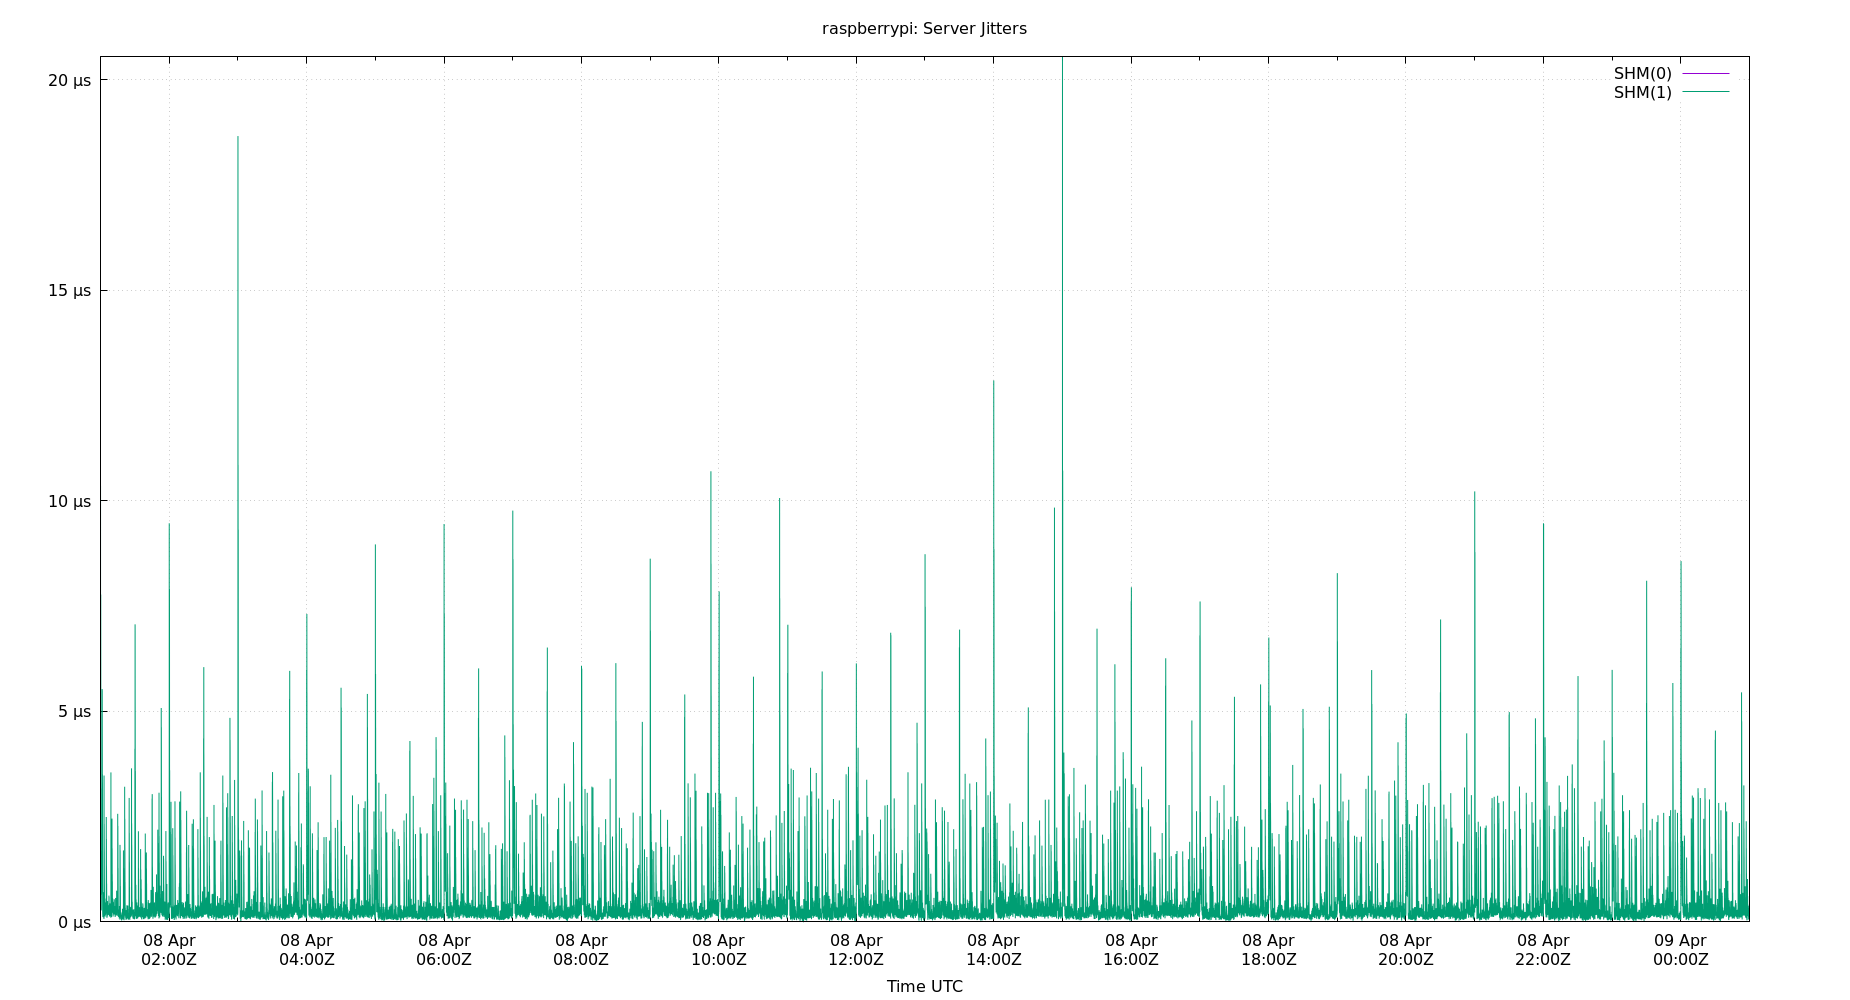 raspberrypi: Server Jitters
SHM(0)
SHM(1)
20 µs
15 µs
10 µs
5 µs
0 µs
08 Apr 08 Apr 08 Apr 08 Apr 08 Apr 08 Apr 08 Apr 08 Apr 08 Apr 08 Apr 08 Apr 09 Apr
02:00Z 04:00Z 06:00Z 08:00Z 10:00Z 12:00Z 14:00Z 16:00Z 18:00Z 20:00Z 22:00Z 00:00Z
Time UTC